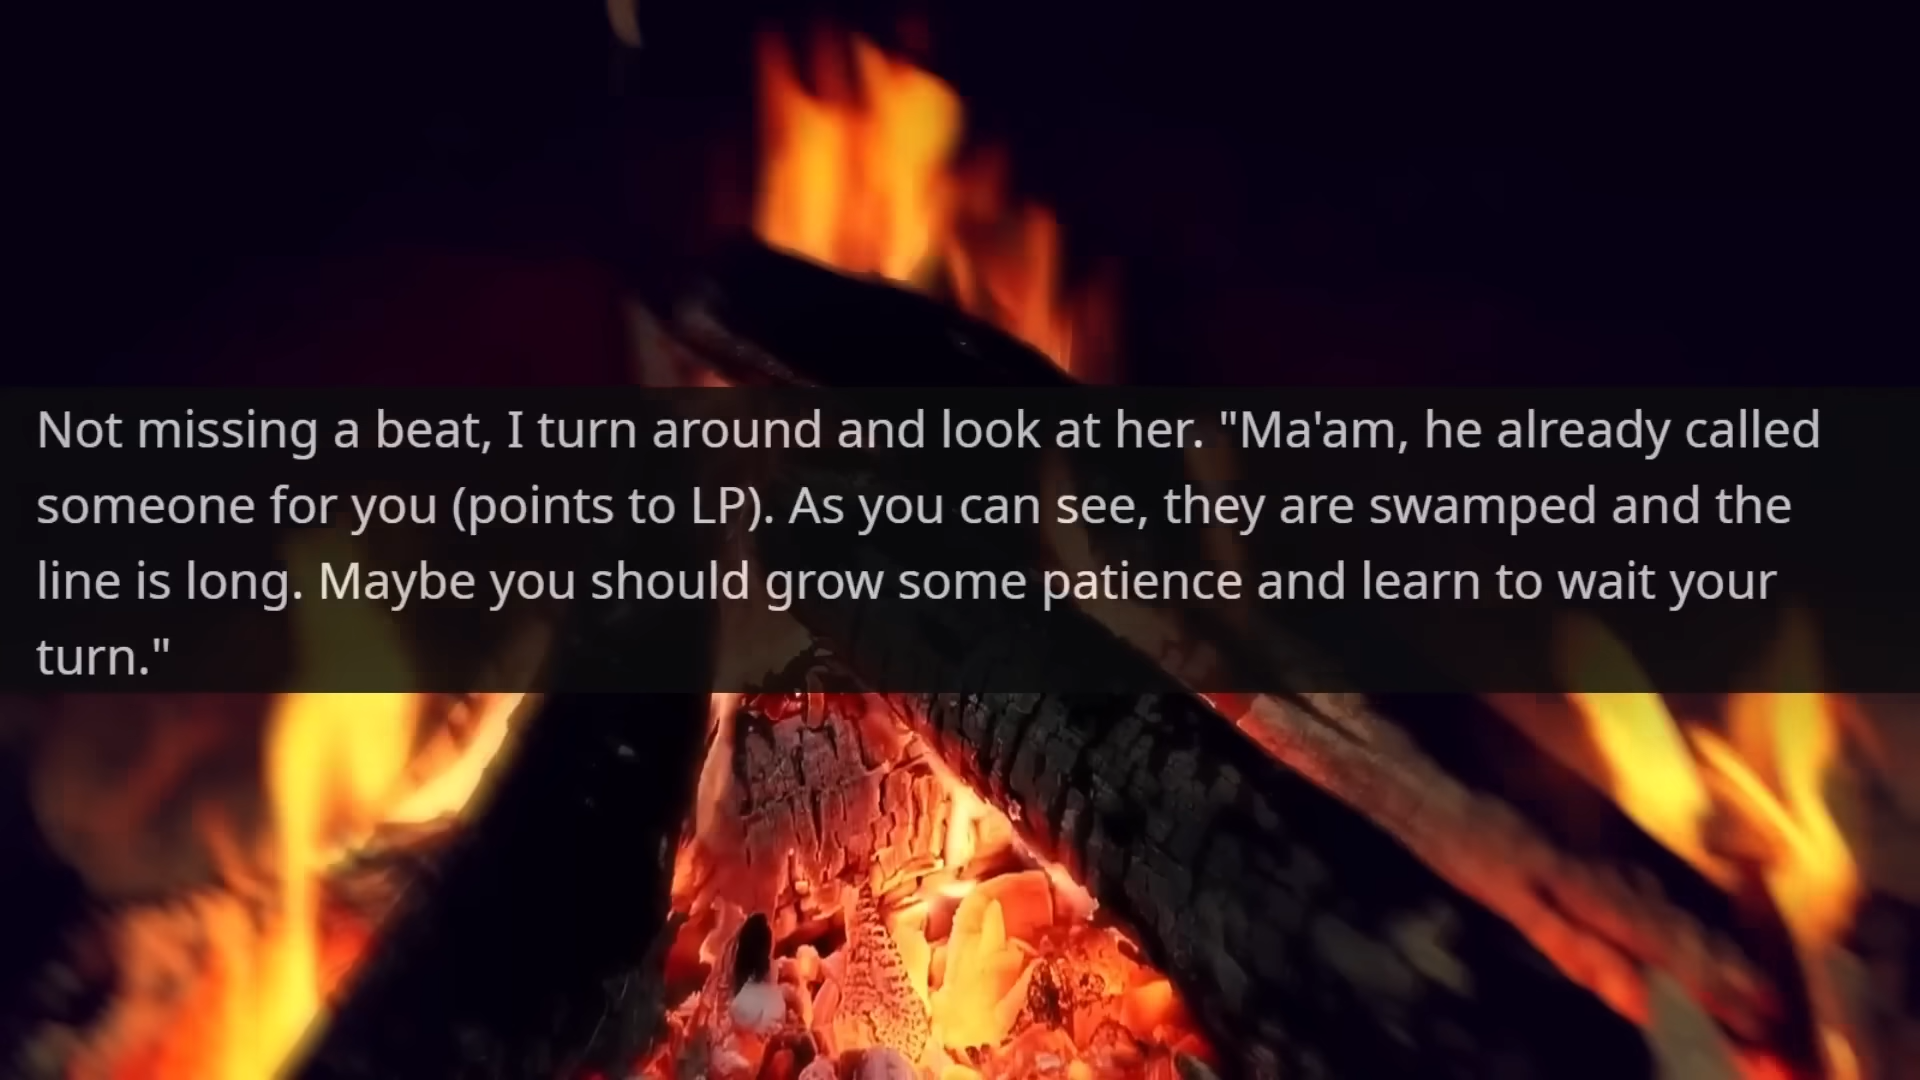 Not missing a beat, I turn around and look at her. "Ma'am, he already called
someone for you (points to LP). As you can see, they are swamped and the
line is long. Maybe you should grow some patience and learn to wait your
turn."